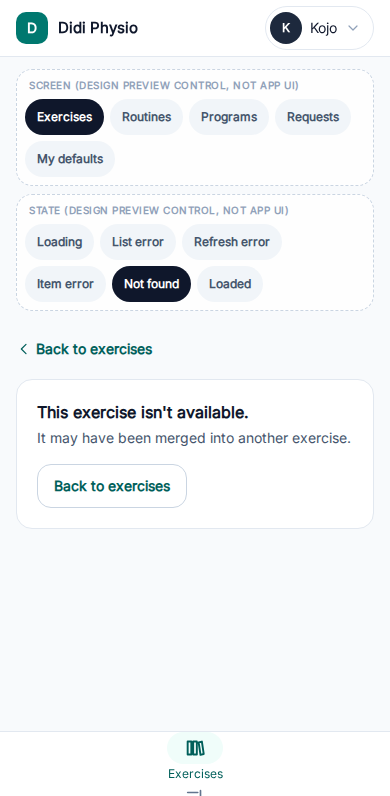 D Didi Physio K Kojo
SCREEN (DESIGN PREVIEW CONTROL, NOT APP UI)
Exercises Routines Programs Requests
My defaults
STATE (DESIGN PREVIEW CONTROL, NOT APP UI)
Loading List error Refresh error
Item error Not found Loaded
Back to exercises
This exercise isn't available.
It may have been merged into another exercise.
Back to exercises
Exercises